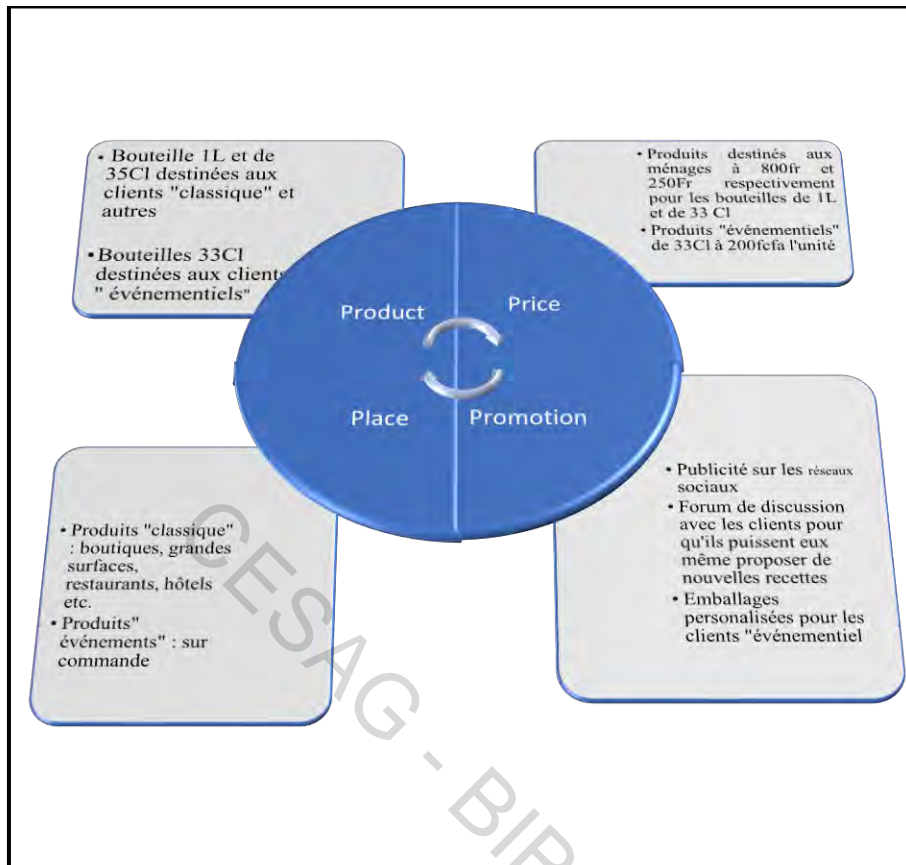 • Bouteille 1L et de
35Cl destinées aux
clients "classique" et
autres
• Bouteilles 33Cl
destinées aux clients
" événementiels"
• Produits destinés aux
ménages à 800fr et
250Fr respectivement
pour les bouteilles de 1L
et de 33 Cl
• Produits "événementiels"
de 33Cl à 200fcfa l'unité
Product
Price
Place
Promotion
• Produits "classique"
: boutiques, grandes
surfaces,
restaurants, hôtels
etc.
• Produits"
événements" : sur
commande
• Publicité sur les réseaux
sociaux
• Forum de discussion
avec les clients pour
qu'ils puissent eux
même proposer de
nouvelles recettes
• Emballages
personalisées pour les
clients "événementiel
CESAG - BIB